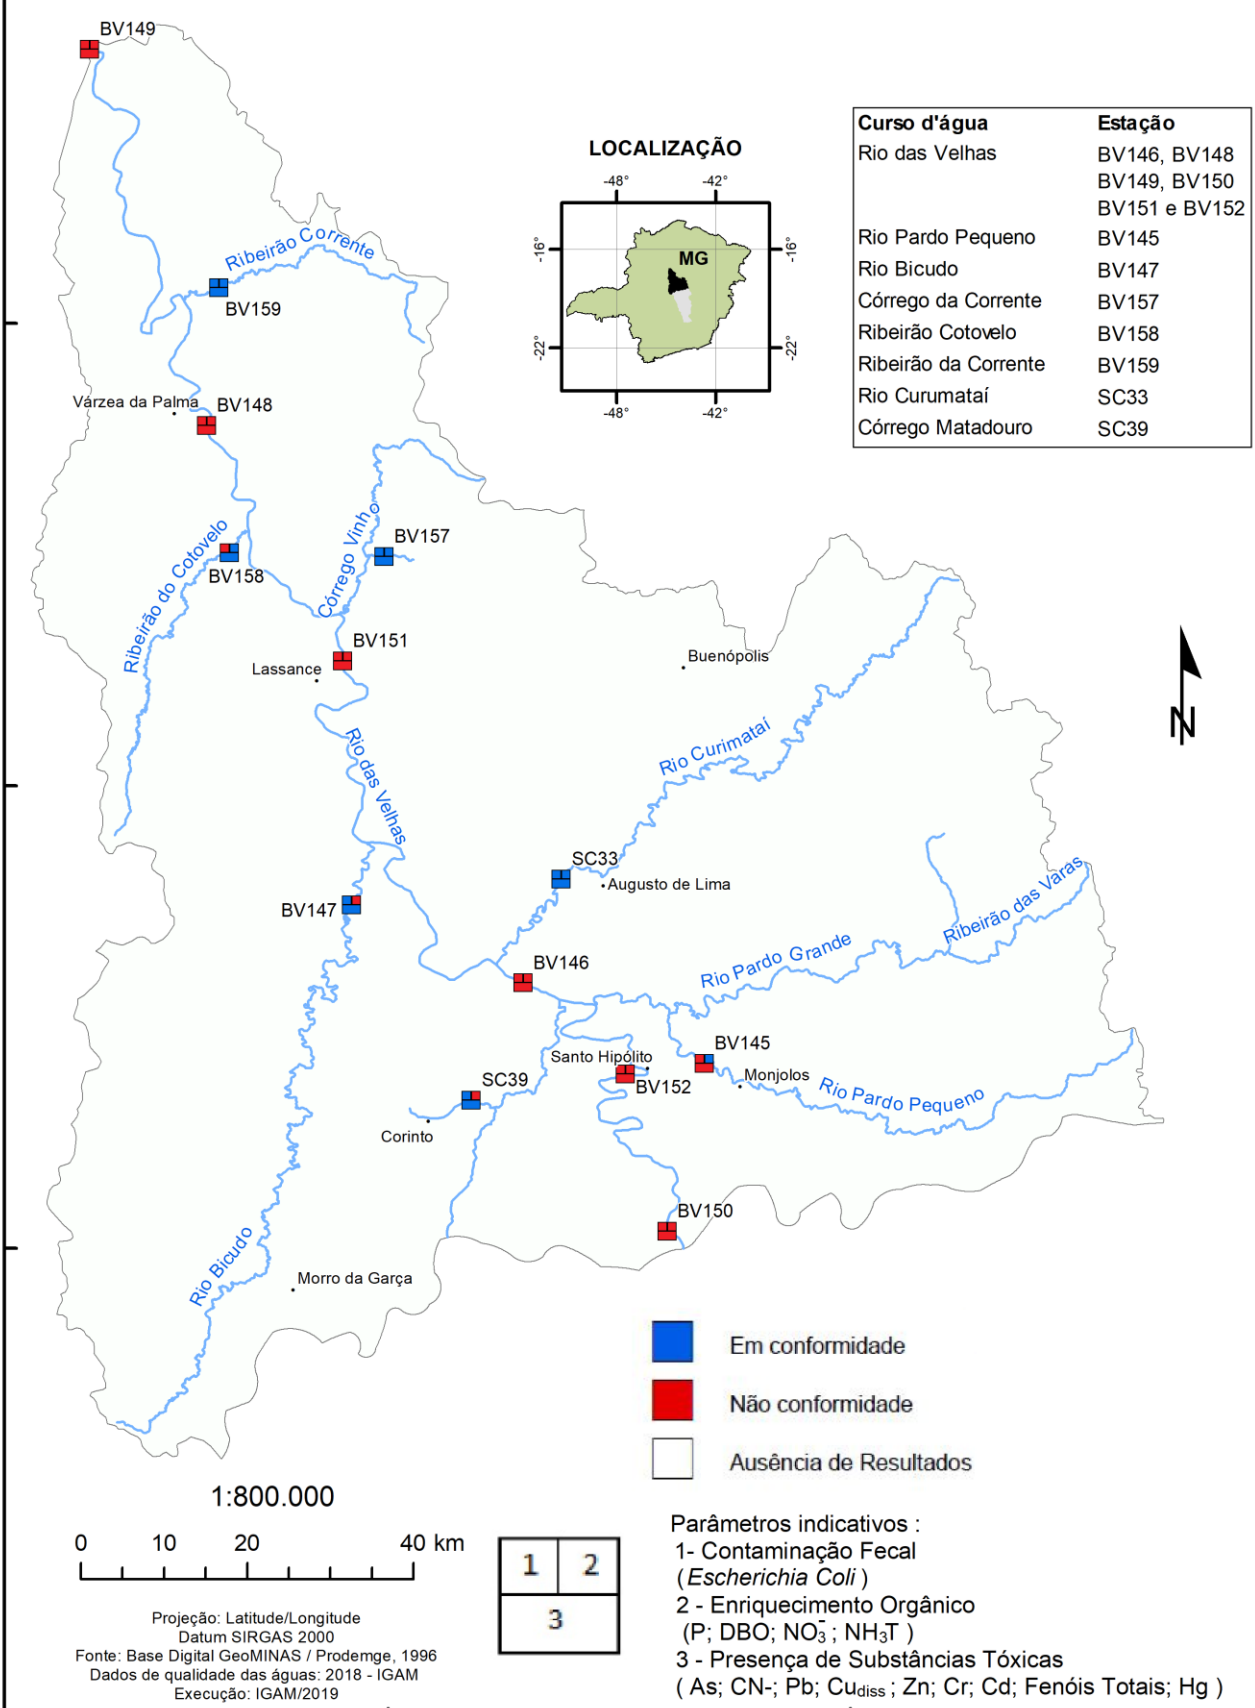 BV149
LOCALIZAÇÃO
-48°
-42°
-16°
-16°
MG
-22°
-22°
-48°
-42°
Curso d'água Estação
Rio das Velhas BV146, BV148
BV149, BV150
BV151 e BV152
Rio Pardo Pequeno BV145
Rio Bicudo BV147
Córrego da Corrente BV157
Ribeirão Cotovelo BV158
Ribeirão da Corrente BV159
Rio Curumataí SC33
Córrego Matadouro SC39
Ribeirão Corrente
BV159
Várzea da Palma
BV148
Ribeirão do Cotovelo
BV158
Córrego Vinho
BV157
BV151
Lassance
Buenópolis
N
Rio das Velhas
Rio Curimataí
SC33
Augusto de Lima
BV147
Ribeirão das Varas
Rio Pardo Grande
BV146
BV145
Santo Hipólito
BV152
Monjolos
Rio Pardo Pequeno
SC39
Corinto
BV150
Rio Bicudo
Morro da Garça
Em conformidade
Não conformidade
Ausência de Resultados
1:800.000
0 10 20 40 km
Projeção: Latitude/Longitude
Datum SIRGAS 2000
Fonte: Base Digital GeoMINAS / Prodemge, 1996
Dados de qualidade das águas: 2018 - IGAM
Execução: IGAM/2019
1 2
3
Parâmetros indicativos :
1- Contaminação Fecal
(Escherichia Coli )
2 - Enriquecimento Orgânico
(P; DBO; NO₃⁻ ; NH₃T )
3 - Presença de Substâncias Tóxicas
( As; CN-; Pb; Cudiss ; Zn; Cr; Cd; Fenóis Totais; Hg )